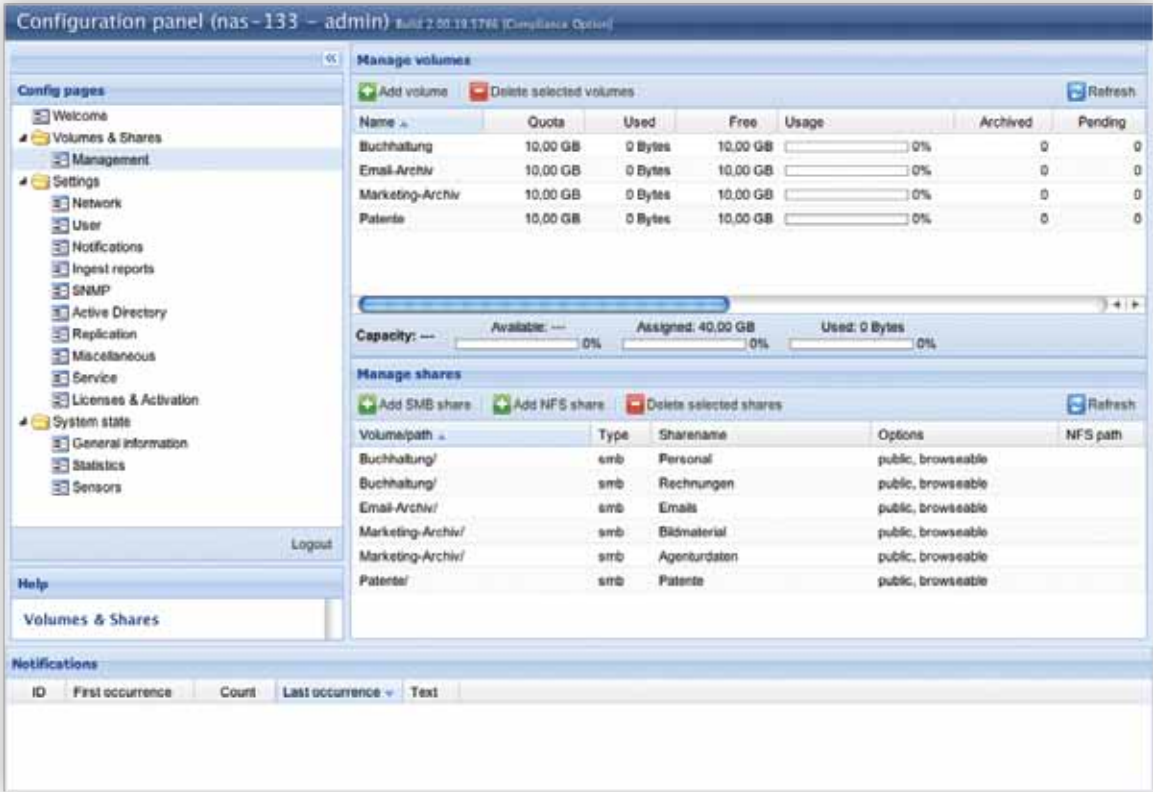 Configuration panel (nas-133 - admin) Build 2.00.19.5786 [Compliance Option]
Config pages
Welcome
Volumes & Shares
Management
Settings
Network
User
Notifications
Ingest reports
SNMP
Active Directory
Replication
Miscellaneous
Service
Licenses & Activation
System state
General information
Statistics
Sensors
Logout
Help
Volumes & Shares
Manage volumes
Add volume Delete selected volumes Refresh
Name Quota Used Free Usage Archived Pending
Buchhaltung 10,00 GB 0 Bytes 10,00 GB 0% 0 0
Email-Archiv 10,00 GB 0 Bytes 10,00 GB 0% 0 0
Marketing-Archiv 10,00 GB 0 Bytes 10,00 GB 0% 0 0
Patente 10,00 GB 0 Bytes 10,00 GB 0% 0 0
Capacity: --- Available: --- 0% Assigned: 40,00 GB 0% Used: 0 Bytes 0%
Manage shares
Add SMB share Add NFS share Delete selected shares Refresh
Volume/path Type Sharename Options NFS path
Buchhaltung/ smb Personal public, browseable
Buchhaltung/ smb Rechnungen public, browseable
Email-Archiv/ smb Emails public, browseable
Marketing-Archiv/ smb Bildmaterial public, browseable
Marketing-Archiv/ smb Agenturdaten public, browseable
Patente/ smb Patente public, browseable
Notifications
ID First occurrence Count Last occurrence Text